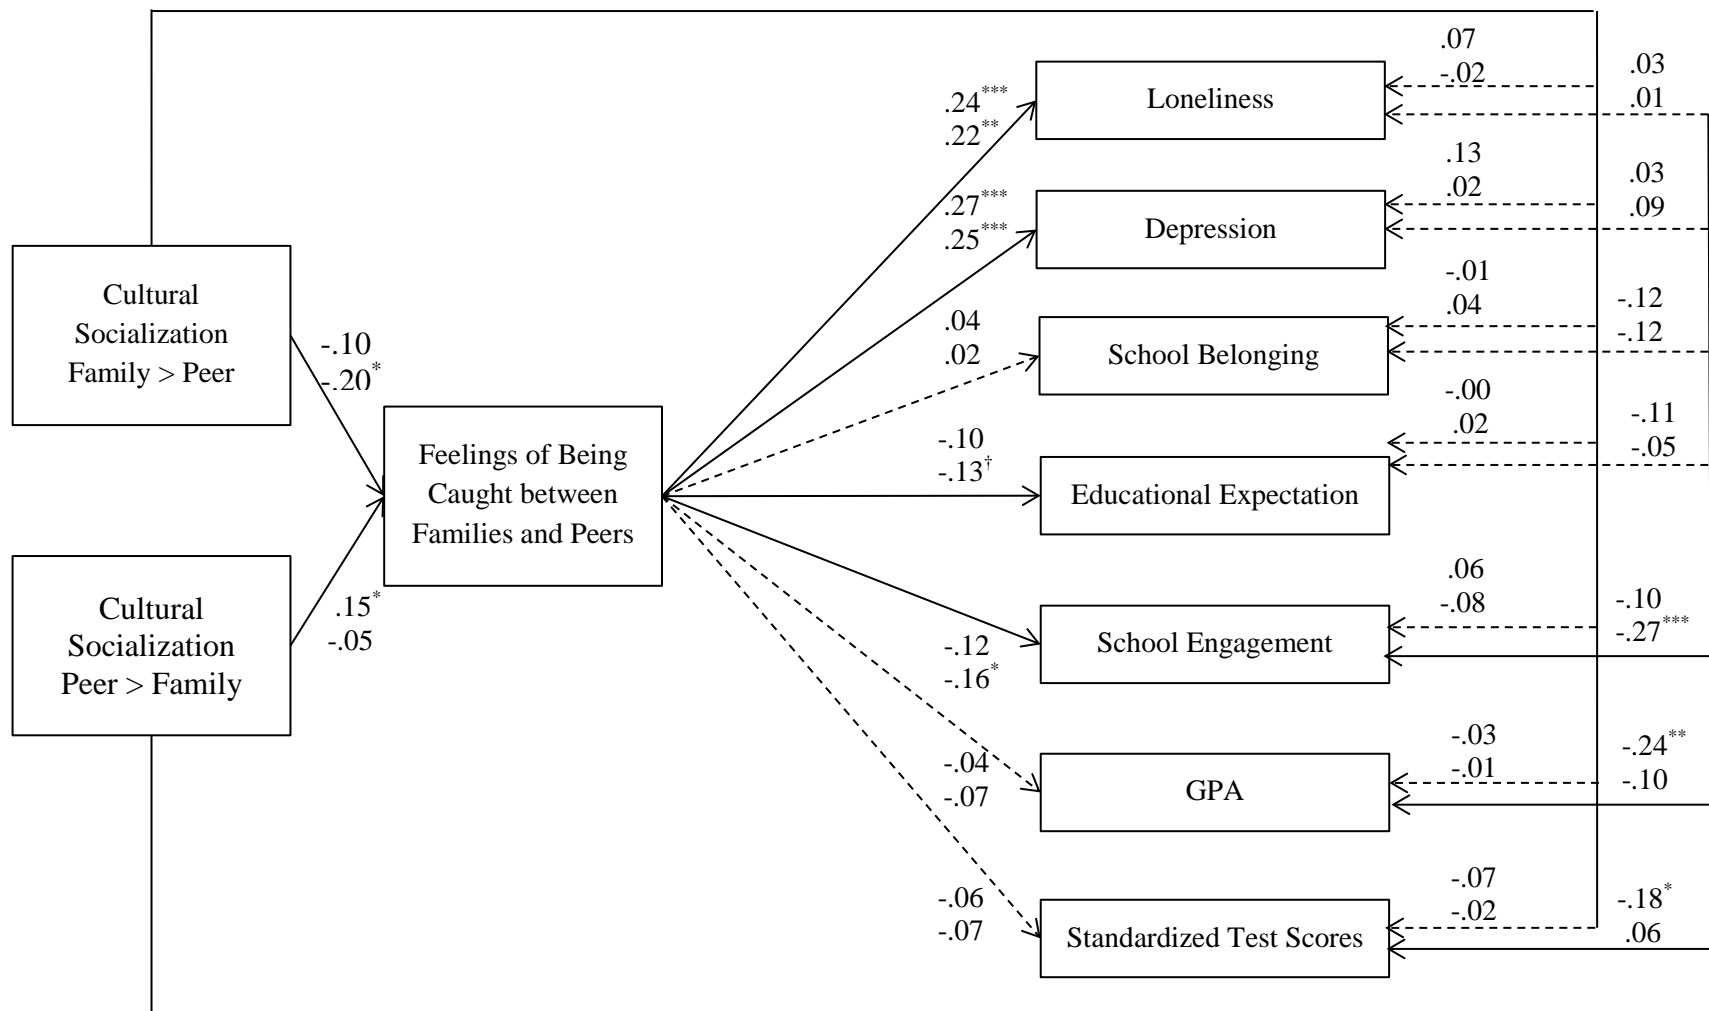 Cultural
Socialization
Family > Peer
Cultural
Socialization
Peer > Family
-.10
-.20*
.15*
-.05
Feelings of Being
Caught between
Families and Peers
.24***
.22**
.27***
.25***
.04
.02
-.10
-.13†
-.12
-.16*
-.04
-.07
-.06
-.07
Loneliness
Depression
School Belonging
Educational Expectation
School Engagement
GPA
Standardized Test Scores
.07
-.02
.13
.02
-.01
.04
-.00
.02
.06
-.08
-.03
-.01
-.07
-.02
.03
.01
.03
.09
-.12
-.12
-.11
-.05
-.10
-.27***
-.24**
-.10
-.18*
.06